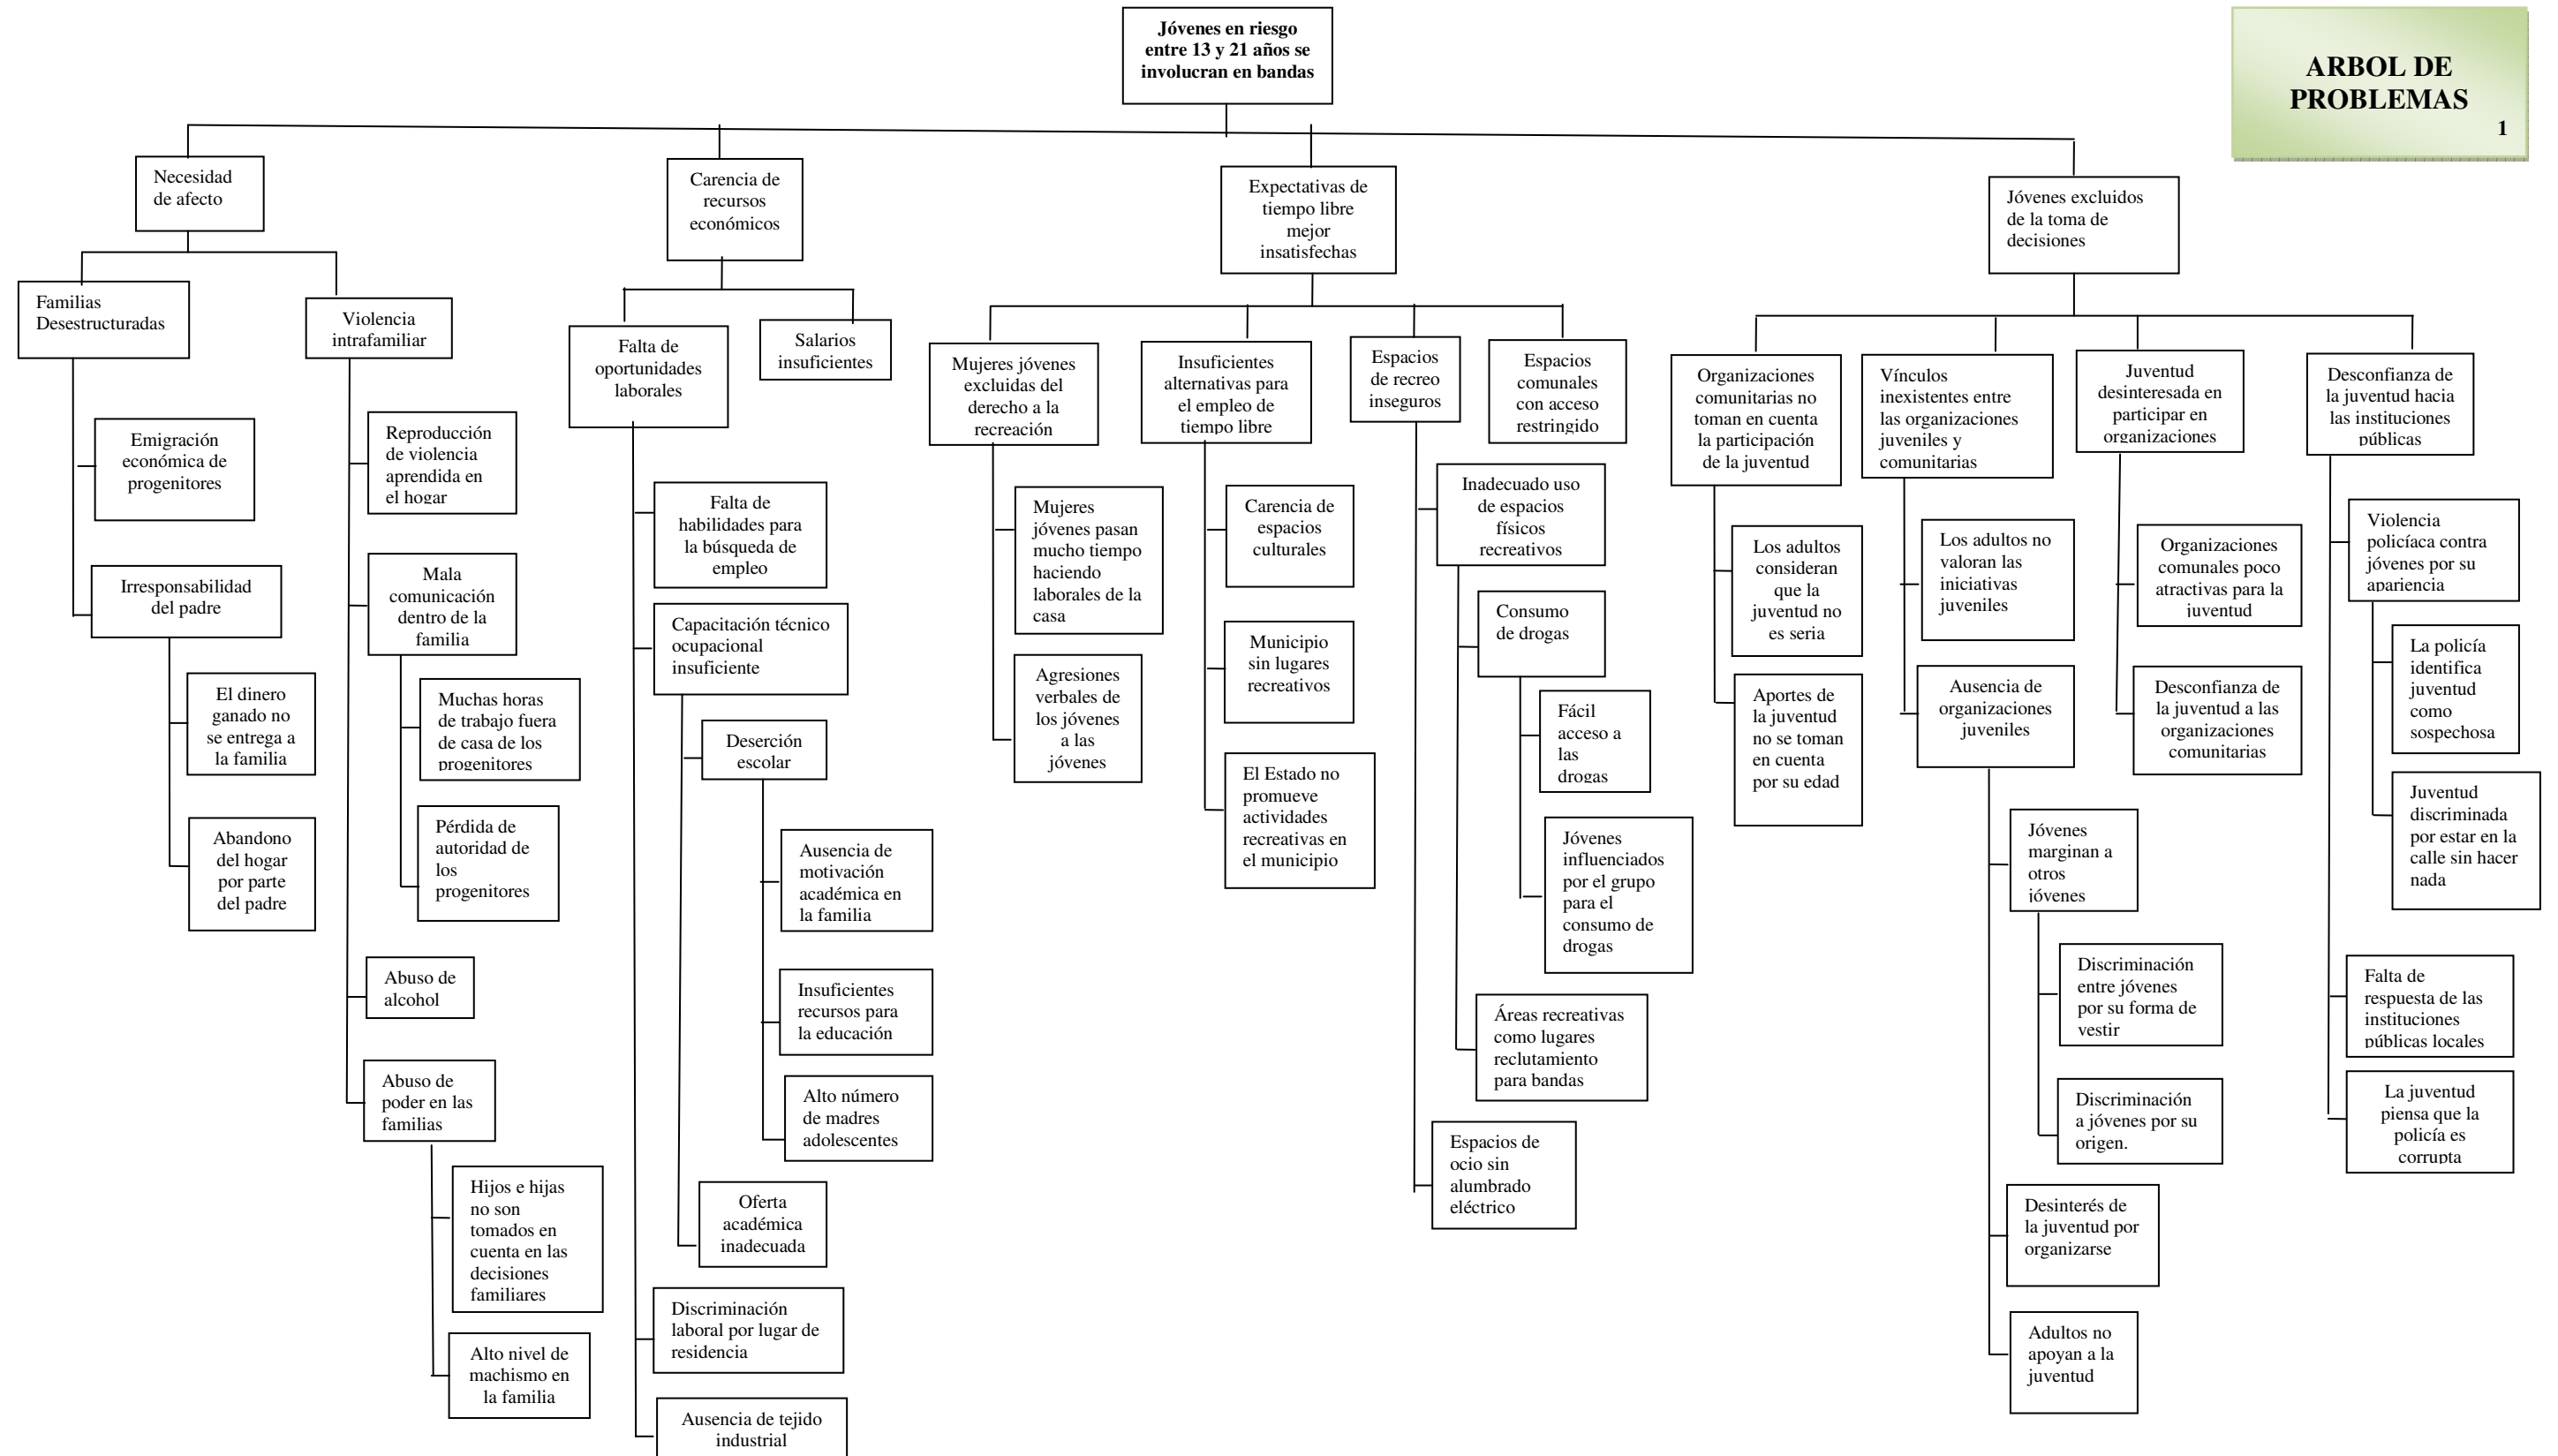 Jóvenes en riesgo
entre 13 y 21 años se
involucran en bandas
ARBOL DE
PROBLEMAS
1
Necesidad
de afecto
Familias
Desestructuradas
Emigración
económica de
progenitores
Irresponsabilidad
del padre
El dinero
ganado no
se entrega a
la familia
Abandono
del hogar
por parte
del padre
Violencia
intrafamiliar
Reproducción
de violencia
aprendida en
el hogar
Mala
comunicación
dentro de la
familia
Muchas horas
de trabajo fuera
de casa de los
progenitores
Pérdida de
autoridad de
los
progenitores
Abuso de
alcohol
Abuso de
poder en las
familias
Hijos e hijas
no son
tomados en
cuenta en las
decisiones
familiares
Alto nivel de
machismo en
la familia
Carencia de
recursos
económicos
Falta de
oportunidades
laborales
Falta de
habilidades para
la búsqueda de
empleo
Capacitación técnico
ocupacional
insuficiente
Deserción
escolar
Ausencia de
motivación
académica en
la familia
Insuficientes
recursos para
la educación
Alto número
de madres
adolescentes
Oferta
académica
inadecuada
Discriminación
laboral por lugar de
residencia
Ausencia de tejido
industrial
Salarios
insuficientes
Expectativas de
tiempo libre
mejor
insatisfechas
Mujeres jóvenes
excluidas del
derecho a la
recreación
Mujeres
jóvenes pasan
mucho tiempo
haciendo
laborales de la
casa
Agresiones
verbales de
los jóvenes
a las
jóvenes
Insuficientes
alternativas para
el empleo de
tiempo libre
Carencia de
espacios
culturales
Municipio
sin lugares
recreativos
El Estado no
promueve
actividades
recreativas en
el municipio
Espacios
de recreo
inseguros
Inadecuado uso
de espacios
físicos
recreativos
Consumo
de drogas
Fácil
acceso a
las
drogas
Jóvenes
influenciados
por el grupo
para el
consumo de
drogas
Áreas recreativas
como lugares
reclutamiento
para bandas
Espacios de
ocio sin
alumbrado
eléctrico
Espacios
comunales
con acceso
restringido
Jóvenes excluidos
de la toma de
decisiones
Organizaciones
comunitarias no
toman en cuenta
la participación
de la juventud
Los adultos
consideran
que la
juventud no
es seria
Aportes de
la juventud
no se toman
en cuenta
por su edad
Vínculos
inexistentes entre
las organizaciones
juveniles y
comunitarias
Los adultos no
valoran las
iniciativas
juveniles
Ausencia de
organizaciones
juveniles
Jóvenes
marginan a
otros
jóvenes
Discriminación
entre jóvenes
por su forma de
vestir
Discriminación
a jóvenes por su
origen.
Desinterés de
la juventud por
organizarse
Adultos no
apoyan a la
juventud
Juventud
desinteresada en
participar en
organizaciones
Organizaciones
comunales poco
atractivas para la
juventud
Desconfianza de
la juventud a las
organizaciones
comunitarias
Desconfianza de
la juventud hacia
las instituciones
públicas
Violencia
policíaca contra
jóvenes por su
apariencia
La policía
identifica
juventud
como
sospechosa
Juventud
discriminada
por estar en la
calle sin hacer
nada
Falta de
respuesta de las
instituciones
públicas locales
La juventud
piensa que la
policía es
corrupta